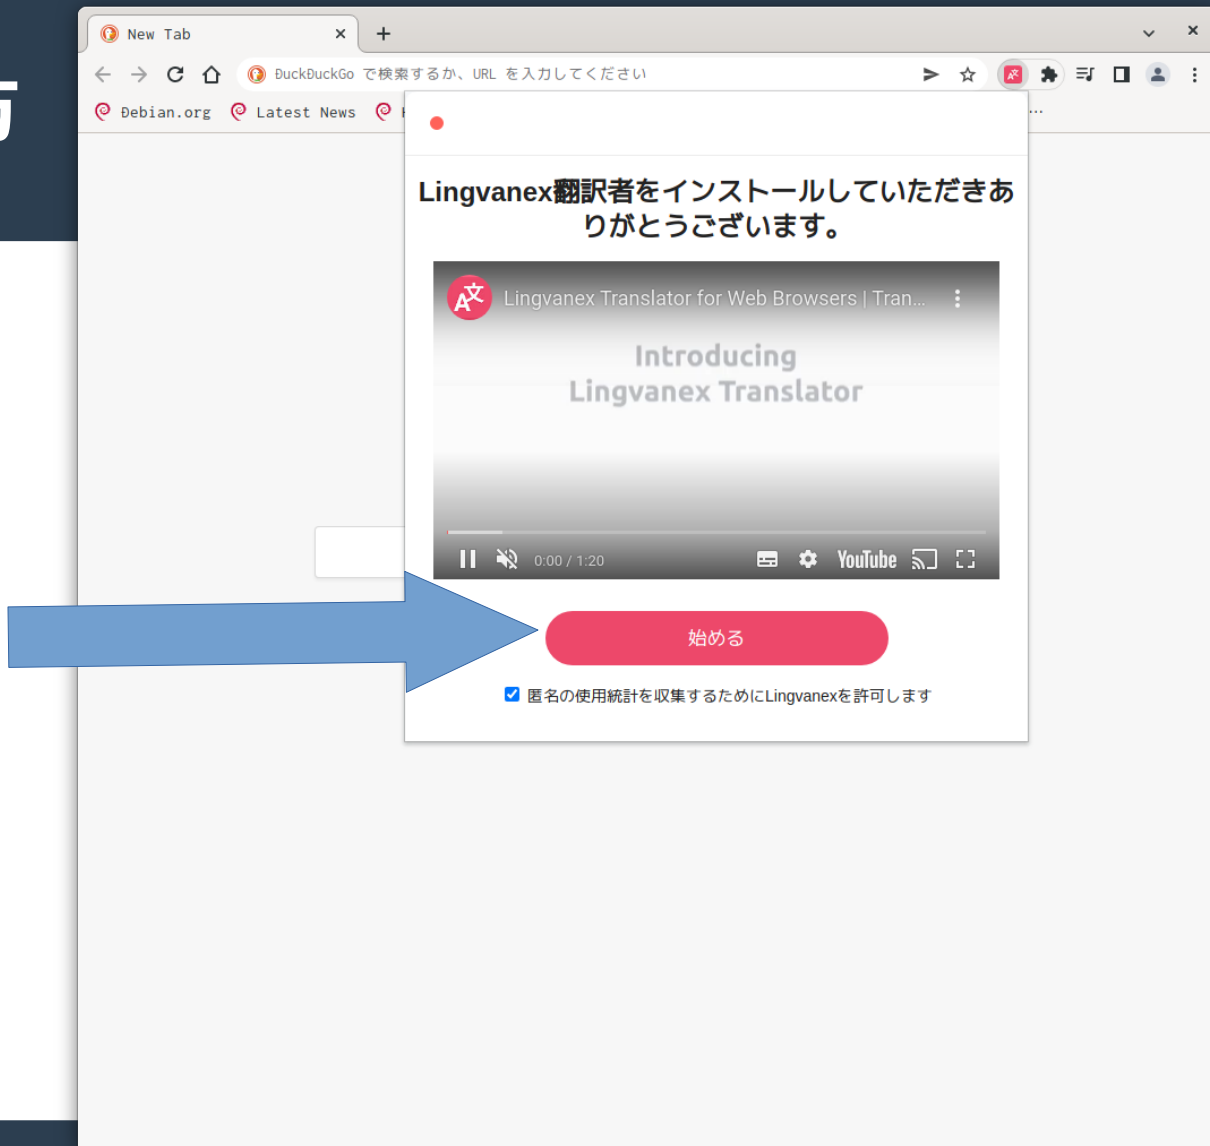 New Tab
DuckDuckGo で検索するか、URL を入力してください
Debian.org Latest News
Lingvanex翻訳者をインストールしていただきあ
りがとうございます。
Lingvanex Translator for Web Browsers | Tran...
Introducing
Lingvanex Translator
0:00 / 1:20
YouTube
始める
匿名の使用統計を収集するためにLingvanexを許可します